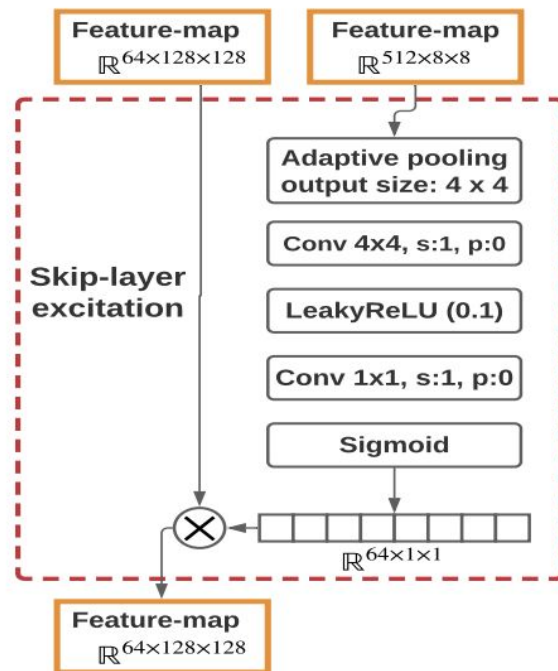 Feature-map
ℝ^64×128×128
Feature-map
ℝ^512×8×8
Adaptive pooling
output size: 4 x 4
Conv 4x4, s:1, p:0
Skip-layer
excitation
LeakyReLU (0.1)
Conv 1x1, s:1, p:0
Sigmoid
ℝ^64×1×1
Feature-map
ℝ^64×128×128